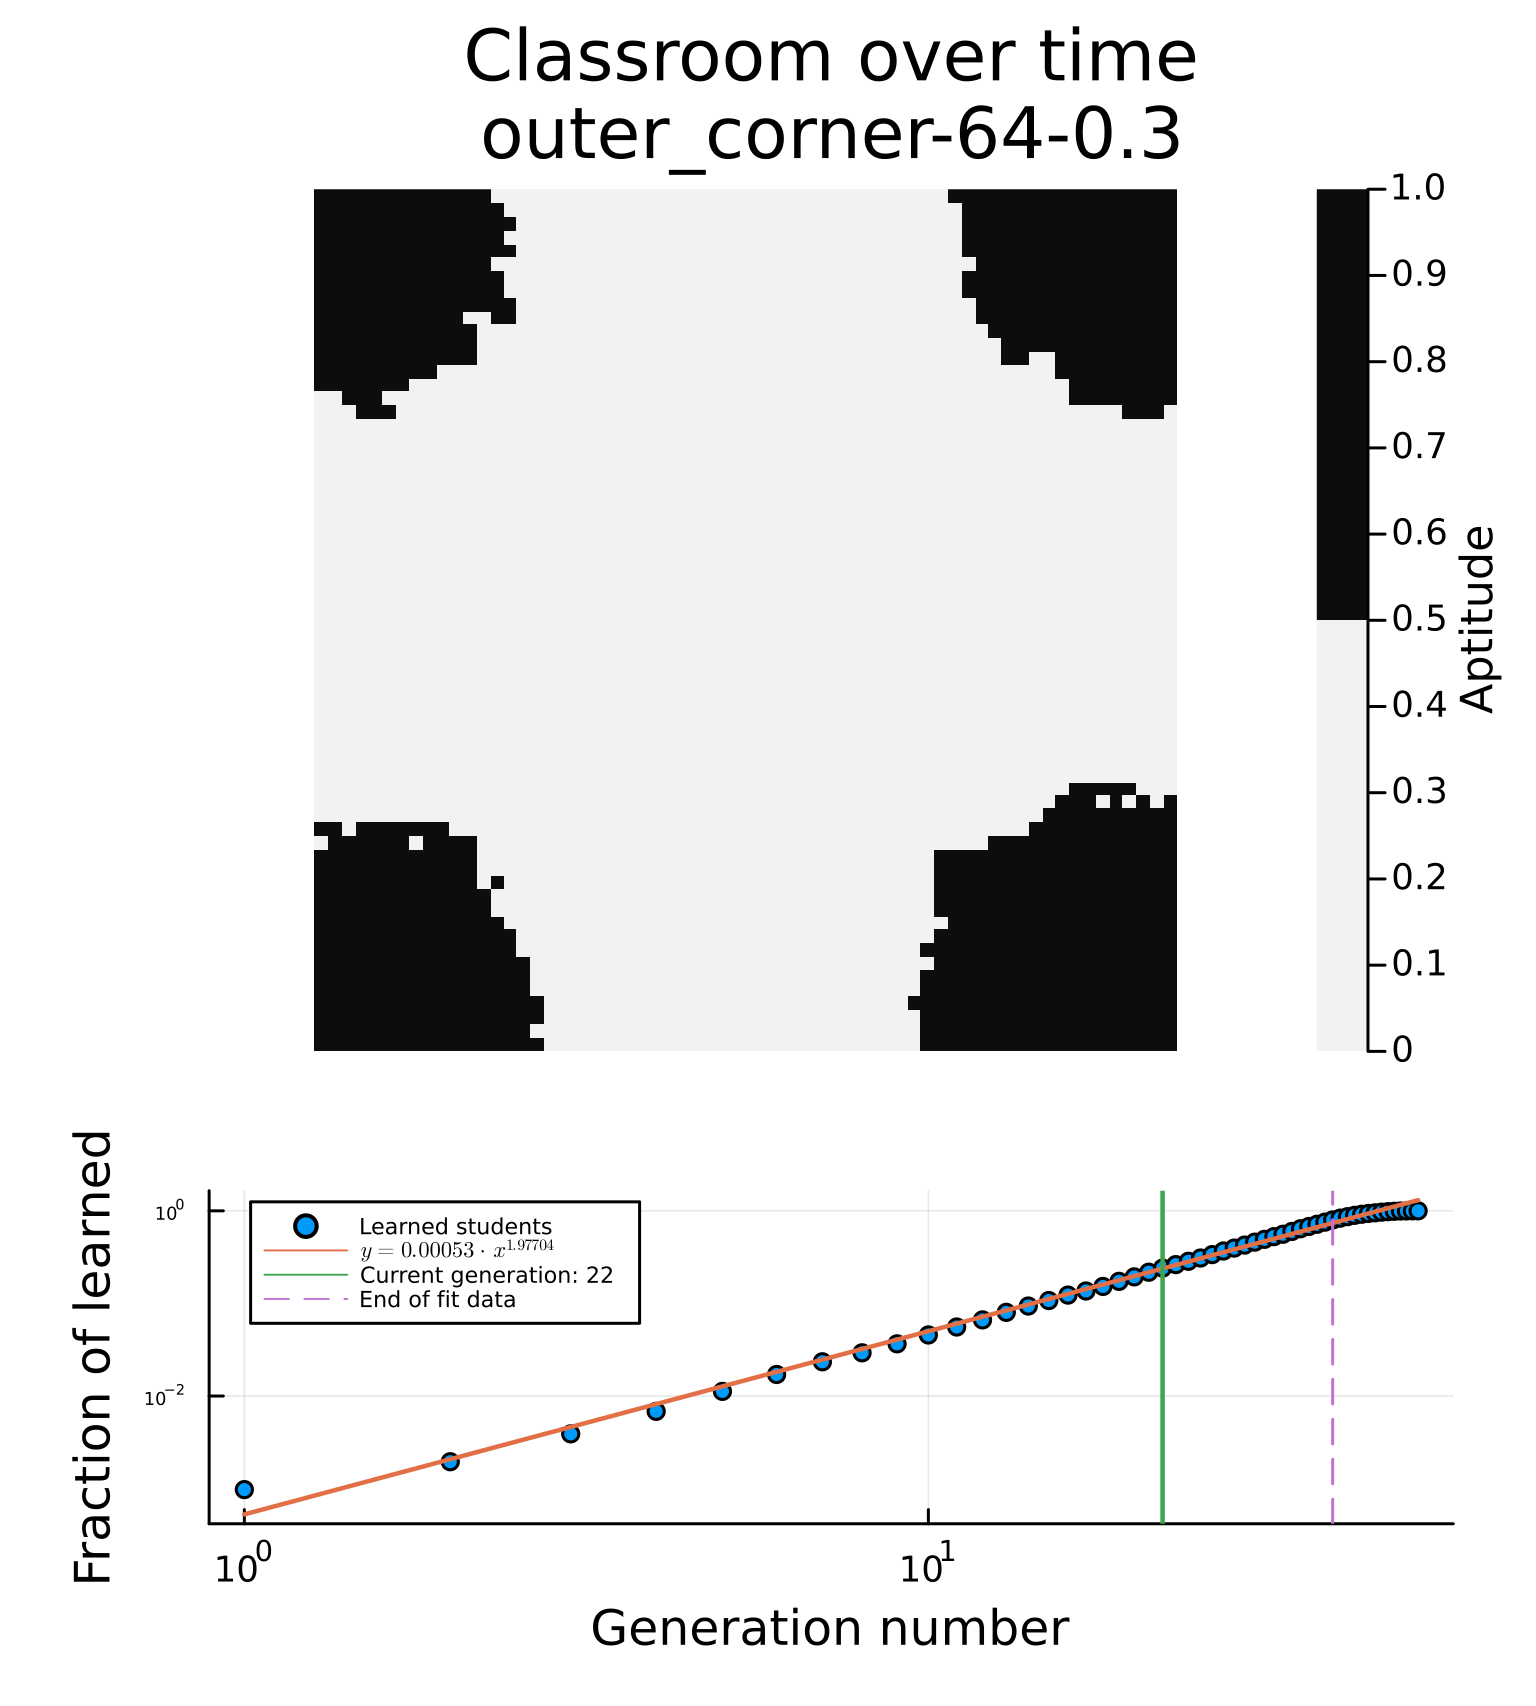 Classroom over time
outer_corner-64-0.3
1.0
0.9
0.8
0.7
0.6
0.5
0.4
0.3
0.2
0.1
0
Aptitude
Fraction of learned
10⁰
10⁻²
Learned students
y = 0.00053 · x^1.97704
Current generation: 22
End of fit data
10⁰
10¹
Generation number